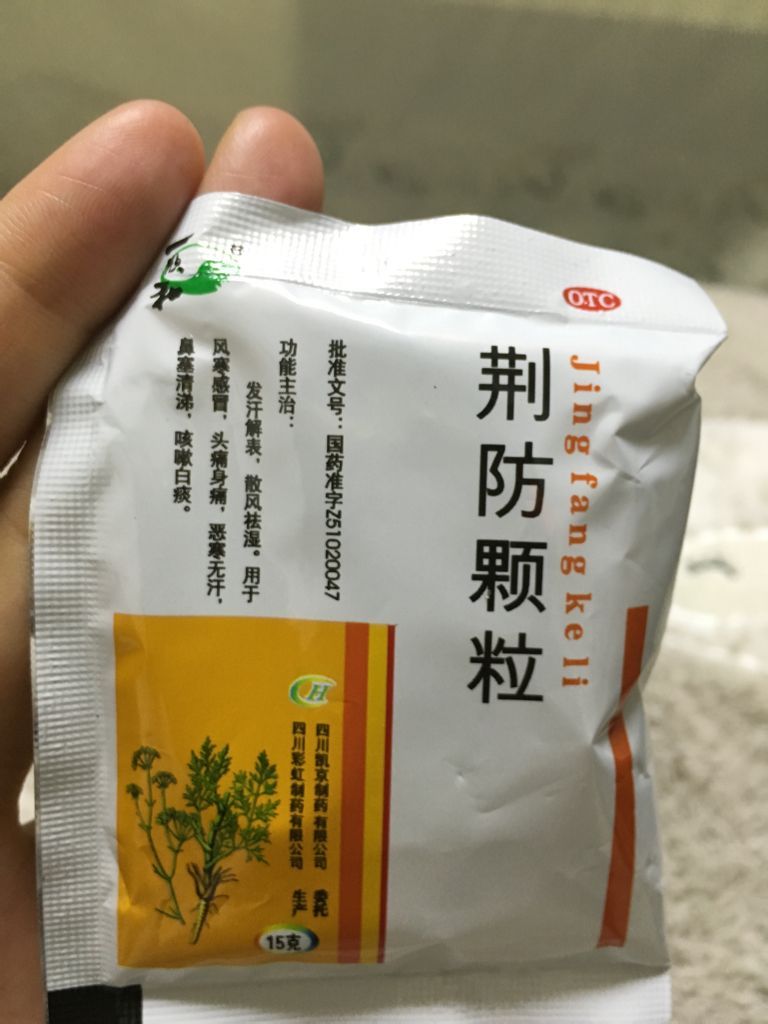 OTC
荆防颗粒
Jing fang ke li
批准文号：国药准字Z51020047
功能主治：
发汗解表，散风祛湿。用于
风寒感冒，头痛身痛，恶寒无汗，
鼻塞清涕，咳嗽白痰。
H
四川凯京制药有限公司 委托
四川彩虹制药有限公司 生产
15克